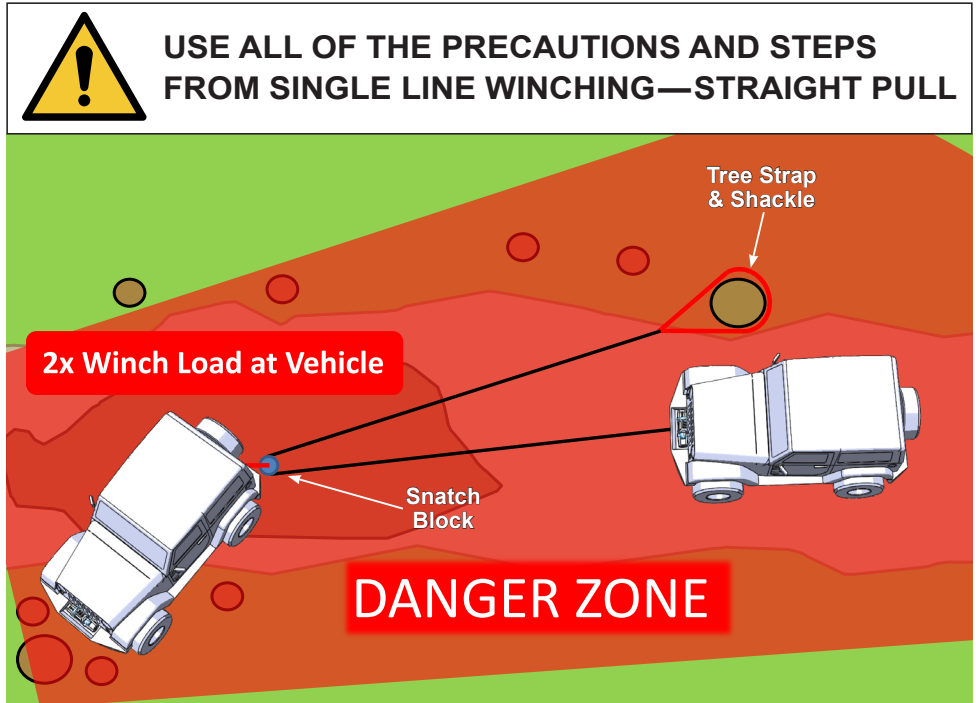 USE ALL OF THE PRECAUTIONS AND STEPS
FROM SINGLE LINE WINCHING—STRAIGHT PULL
Tree Strap
& Shackle
2x Winch Load at Vehicle
Snatch
Block
DANGER ZONE